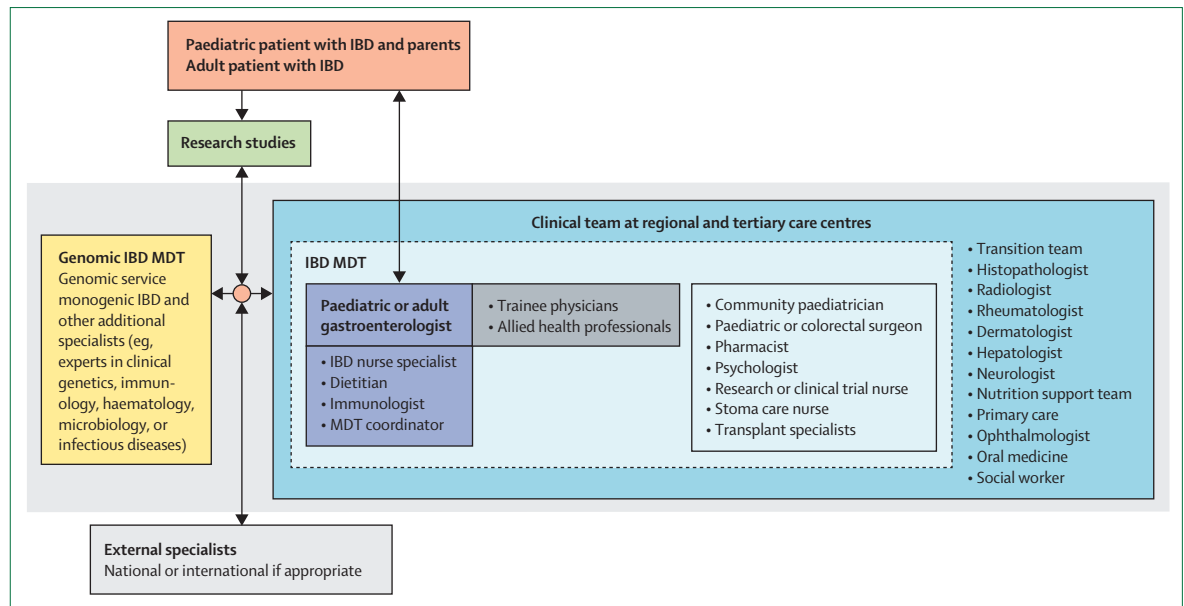 Paediatric patient with IBD and parents
Adult patient with IBD
Research studies
Clinical team at regional and tertiary care centres
Genomic IBD MDT
Genomic service
monogenic IBD and
other additional
specialists (eg,
experts in clinical
genetics, immun-
ology, haematology,
microbiology, or
infectious diseases)
IBD MDT
Paediatric or adult
gastroenterologist
• IBD nurse specialist
• Dietitian
• Immunologist
• MDT coordinator
• Trainee physicians
• Allied health professionals
• Community paediatrician
• Paediatric or colorectal surgeon
• Pharmacist
• Psychologist
• Research or clinical trial nurse
• Stoma care nurse
• Transplant specialists
• Transition team
• Histopathologist
• Radiologist
• Rheumatologist
• Dermatologist
• Hepatologist
• Neurologist
• Nutrition support team
• Primary care
• Ophthalmologist
• Oral medicine
• Social worker
External specialists
National or international if appropriate